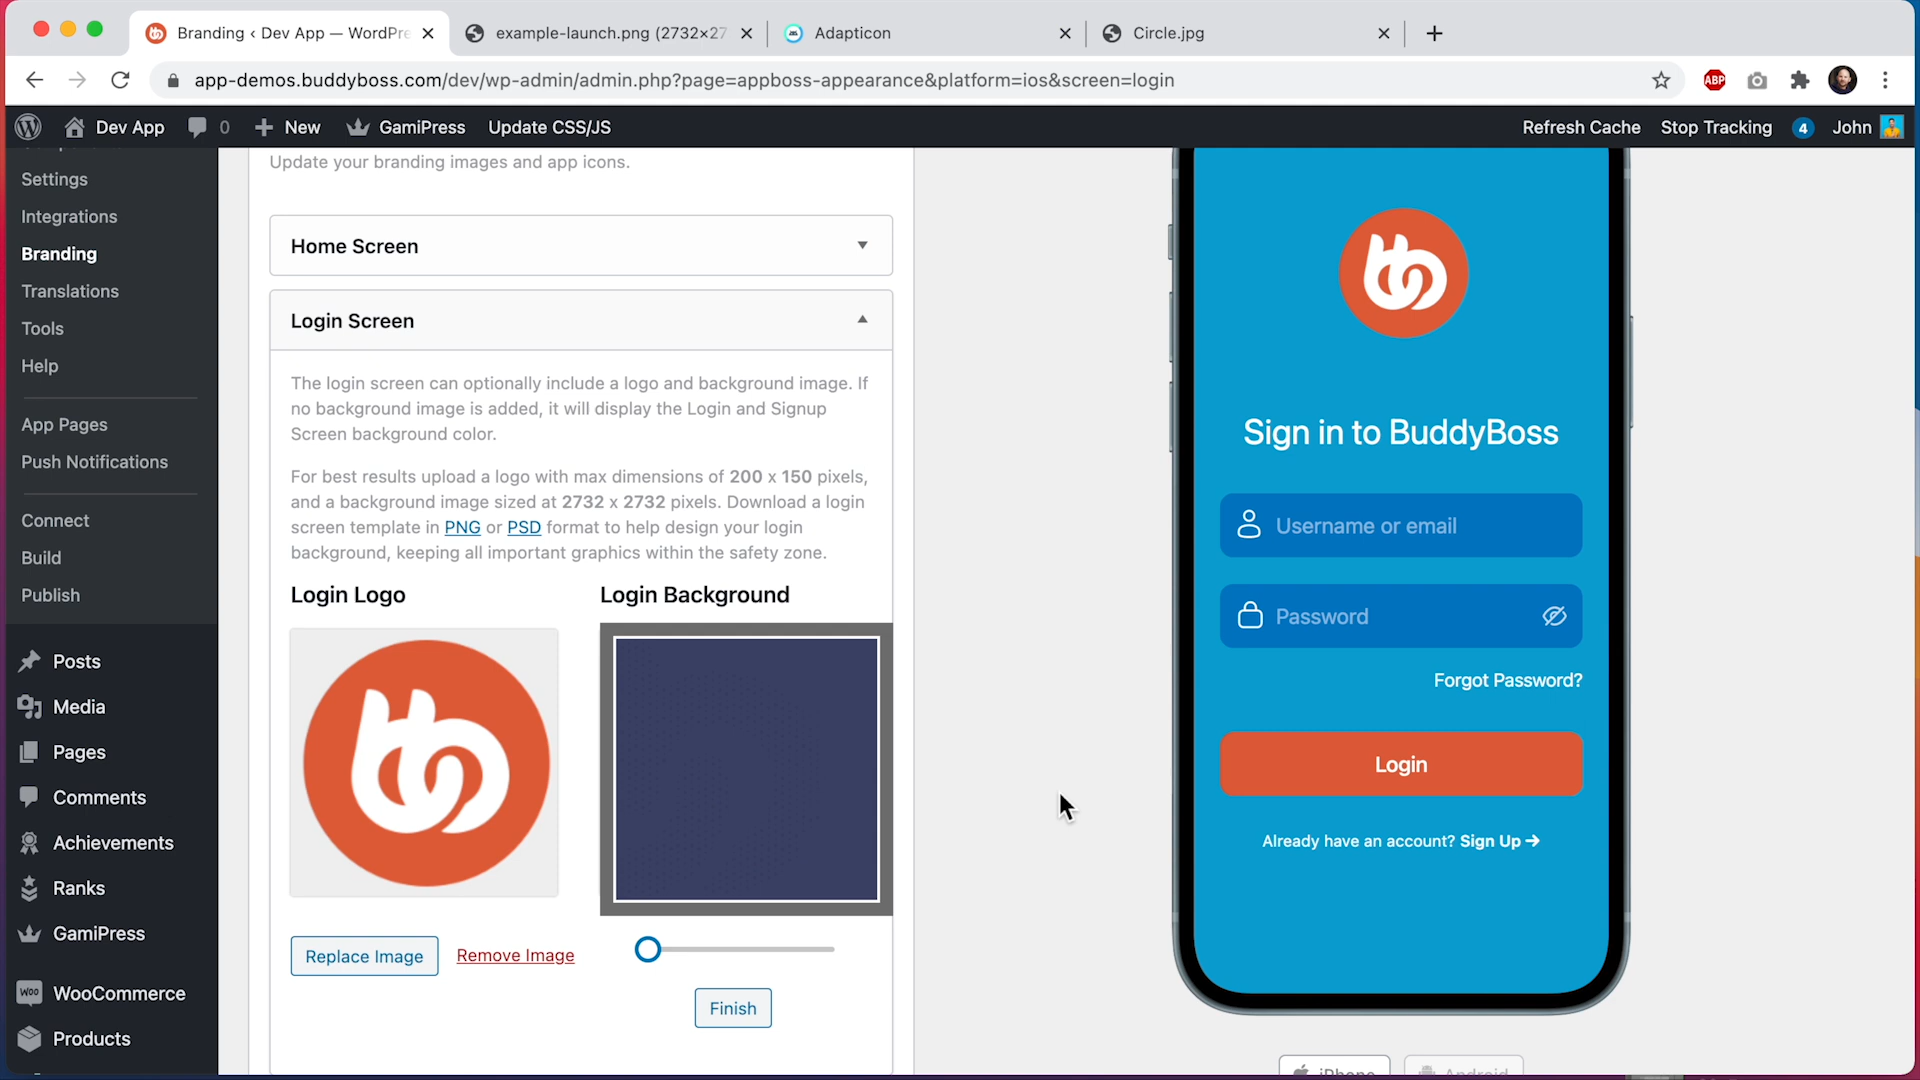 Branding ‹ Dev App — WordPre
example-launch.png (2732×27
Adapticon
Circle.jpg
app-demos.buddyboss.com/dev/wp-admin/admin.php?page=appboss-appearance&platform=ios&screen=login
ABP
Dev App
0
New
GamiPress
Update CSS/JS
Refresh Cache
Stop Tracking
4
John
Settings
Integrations
Branding
Translations
Tools
Help
App Pages
Push Notifications
Connect
Build
Publish
Posts
Media
Pages
Comments
Achievements
Ranks
GamiPress
WooCommerce
Products
Update your branding images and app icons.
Home Screen
Login Screen
The login screen can optionally include a logo and background image. If
no background image is added, it will display the Login and Signup
Screen background color.
For best results upload a logo with max dimensions of 200 x 150 pixels,
and a background image sized at 2732 x 2732 pixels. Download a login
screen template in PNG or PSD format to help design your login
background, keeping all important graphics within the safety zone.
Login Logo
Login Background
Replace Image
Remove Image
Finish
Sign in to BuddyBoss
Username or email
Password
Forgot Password?
Login
Already have an account? Sign Up →
iPhone
Android